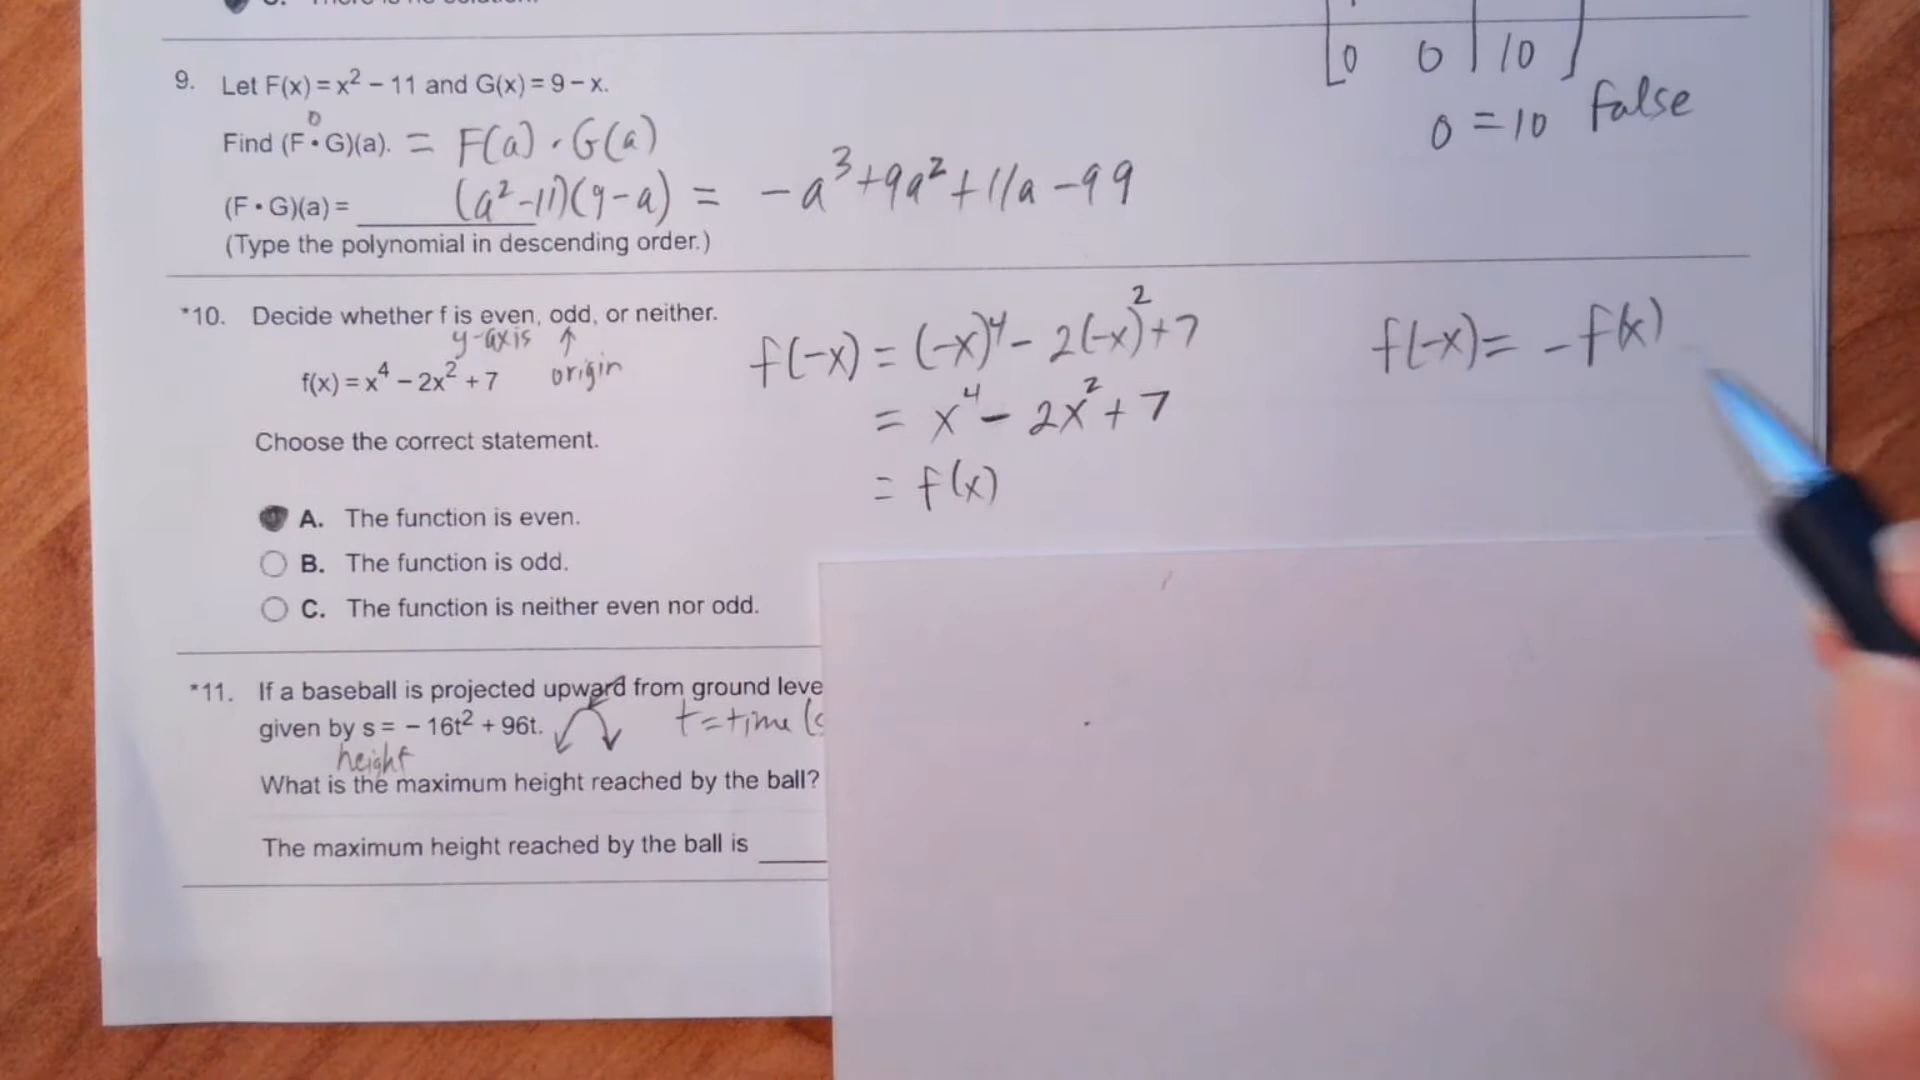 [0 0 | 10]
0 = 10 False
9. Let F(x) = x² − 11 and G(x) = 9 − x.
o
Find (F • G)(a). = F(a) · G(a)
(F • G)(a) = (a²-11)(9-a) = -a³+9a²+11a-99
(Type the polynomial in descending order.)
*10. Decide whether f is even, odd, or neither.
y-axis ↑
origin
f(x) = x⁴ − 2x² + 7
f(-x) = (-x)⁴ - 2(-x)² + 7
= x⁴ - 2x² + 7
= f(x)
f(-x) = -f(x)
Choose the correct statement.
A. The function is even.
B. The function is odd.
C. The function is neither even nor odd.
*11. If a baseball is projected upward from ground leve
given by s = − 16t² + 96t. t = time (
height
What is the maximum height reached by the ball?
The maximum height reached by the ball is ____